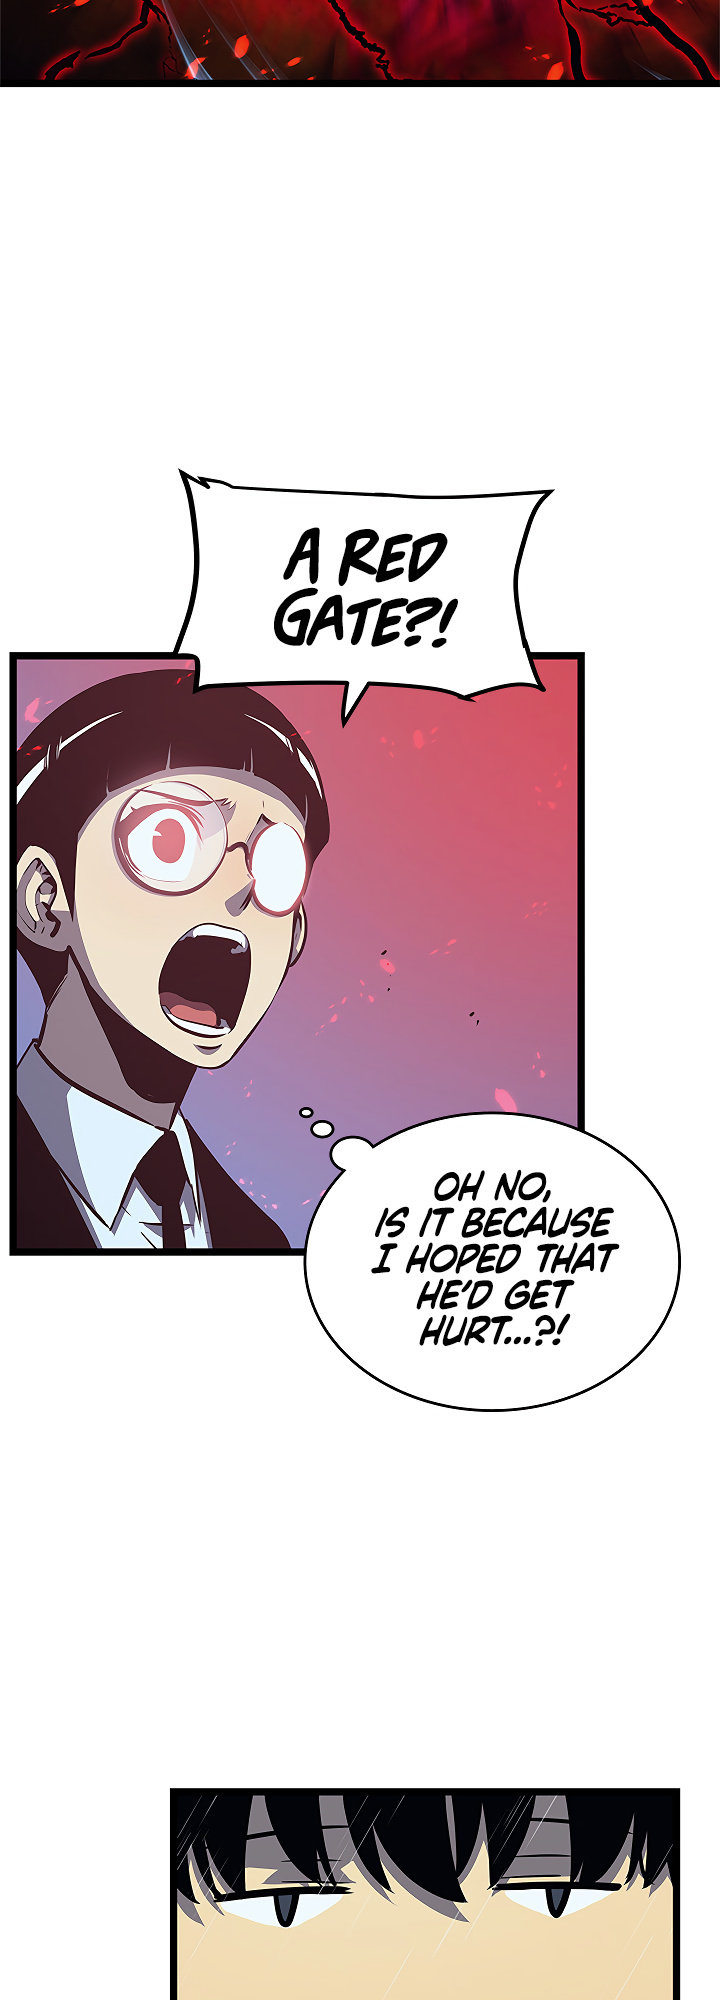 A RED
GATE?!
OH NO,
IS IT BECAUSE
I HOPED THAT
HE'D GET
HURT...?!